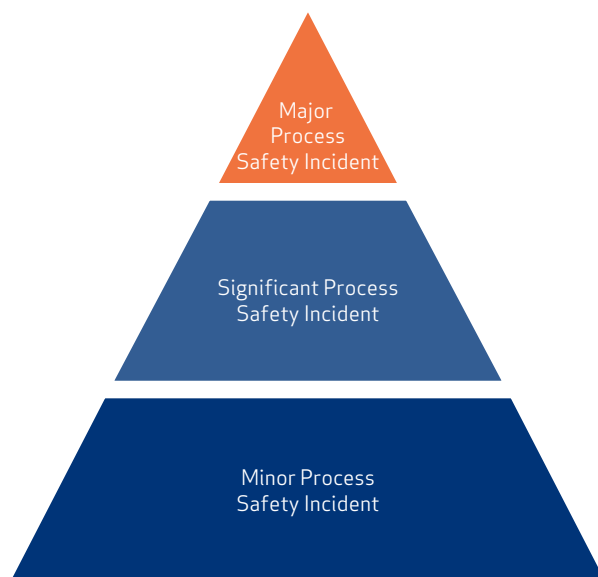 Major
Process
Safety Incident
Significant Process
Safety Incident
Minor Process
Safety Incident